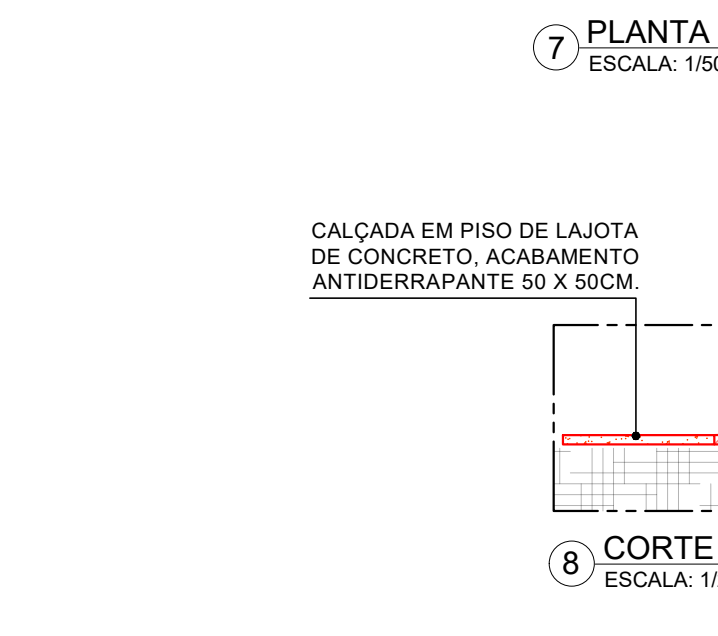 7 PLANTA
ESCALA: 1/50
CALÇADA EM PISO DE LAJOTA
DE CONCRETO, ACABAMENTO
ANTIDERRAPANTE 50 X 50CM.
8 CORTE
ESCALA: 1/